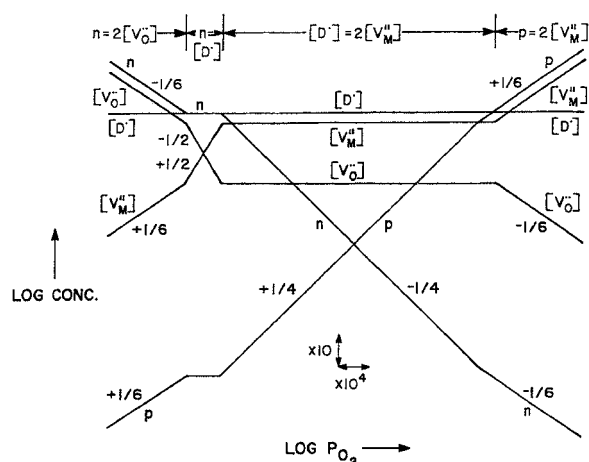 n=2[V_O^¨] n= [D˙]=2[V_M^"] p=2[V_M^"]
[D˙]
n p
-1/6 +1/6
[V_O^¨] n [D˙] [V_M^"]
[D˙] [V_M^"] [D˙]
-1/2
+1/2 [V_O^¨]
[V_M^"] [V_O^¨]
n p
+1/6 -1/6
LOG CONC. +1/4 -1/4
x10
x10^4
+1/6 -1/6
p n
LOG P_O_2